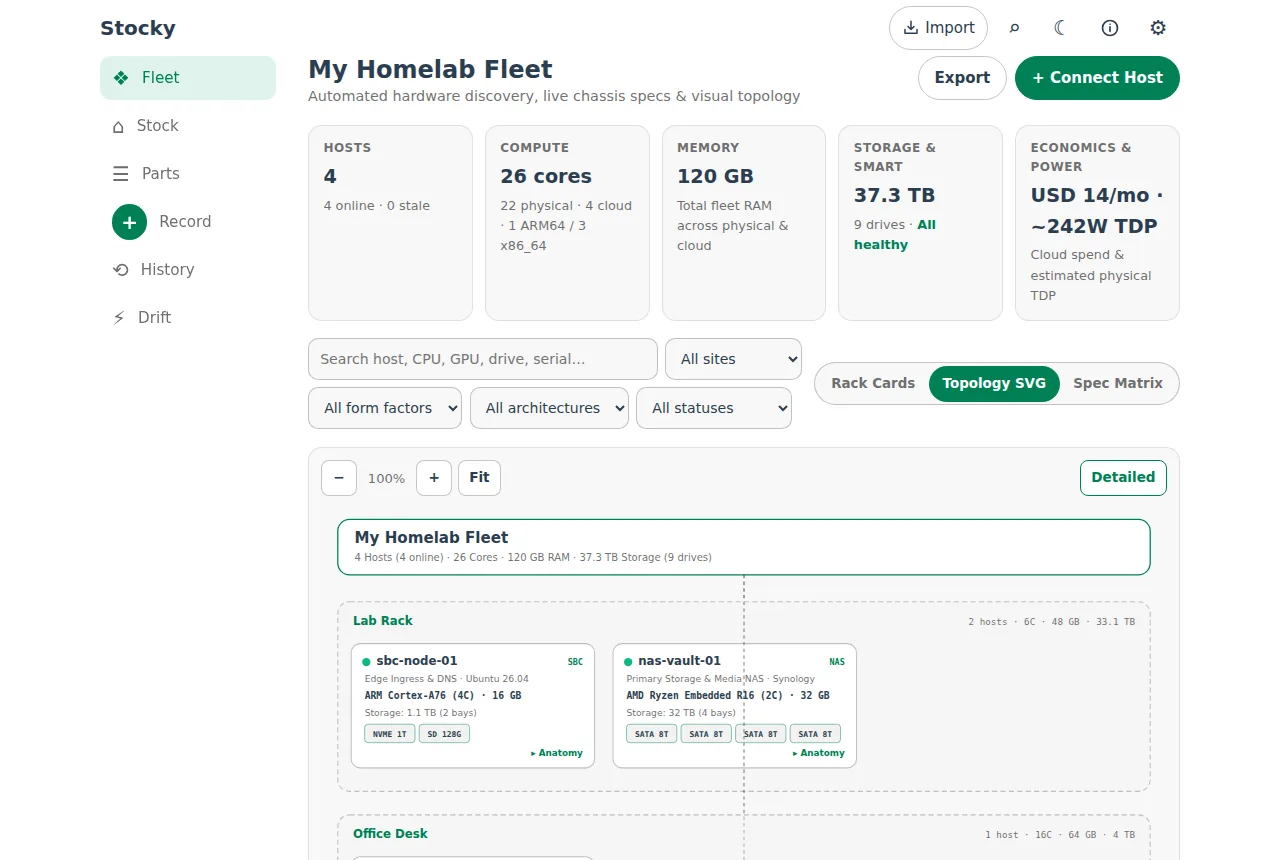 Stocky
Import
Fleet
Stock
Parts
+ Record
History
Drift
My Homelab Fleet
Automated hardware discovery, live chassis specs & visual topology
Export
+ Connect Host
HOSTS
4
4 online · 0 stale
COMPUTE
26 cores
22 physical · 4 cloud
· 1 ARM64 / 3
x86_64
MEMORY
120 GB
Total fleet RAM
across physical &
cloud
STORAGE &
SMART
37.3 TB
9 drives · All
healthy
ECONOMICS &
POWER
USD 14/mo ·
~242W TDP
Cloud spend &
estimated physical
TDP
Search host, CPU, GPU, drive, serial...
All sites
All form factors
All architectures
All statuses
Rack Cards
Topology SVG
Spec Matrix
− 100% + Fit
Detailed
My Homelab Fleet
4 Hosts (4 online) · 26 Cores · 120 GB RAM · 37.3 TB Storage (9 drives)
Lab Rack
2 hosts · 6C · 48 GB · 33.1 TB
sbc-node-01
SBC
Edge Ingress & DNS · Ubuntu 26.04
ARM Cortex-A76 (4C) · 16 GB
Storage: 1.1 TB (2 bays)
NVME 1T
SD 128G
▸ Anatomy
nas-vault-01
NAS
Primary Storage & Media NAS · Synology
AMD Ryzen Embedded R16 (2C) · 32 GB
Storage: 32 TB (4 bays)
SATA 8T
SATA 8T
SATA 8T
SATA 8T
▸ Anatomy
Office Desk
1 host · 16C · 64 GB · 4 TB